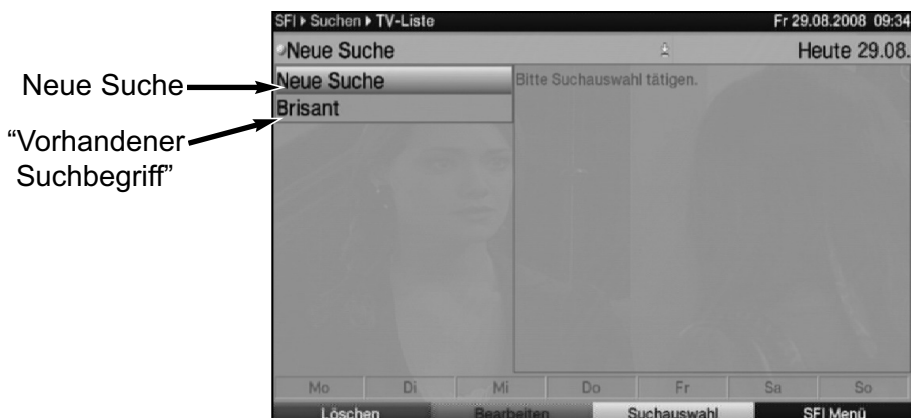 SFI ▸ Suchen ▸ TV-Liste Fr 29.08.2008 09:34
Neue Suche Heute 29.08.
Neue Suche
Neue Suche Bitte Suchauswahl tätigen.
Brisant
“Vorhandener
Suchbegriff”
Mo Di Mi Do Fr Sa So
Löschen Bearbeiten Suchauswahl SFI Menü